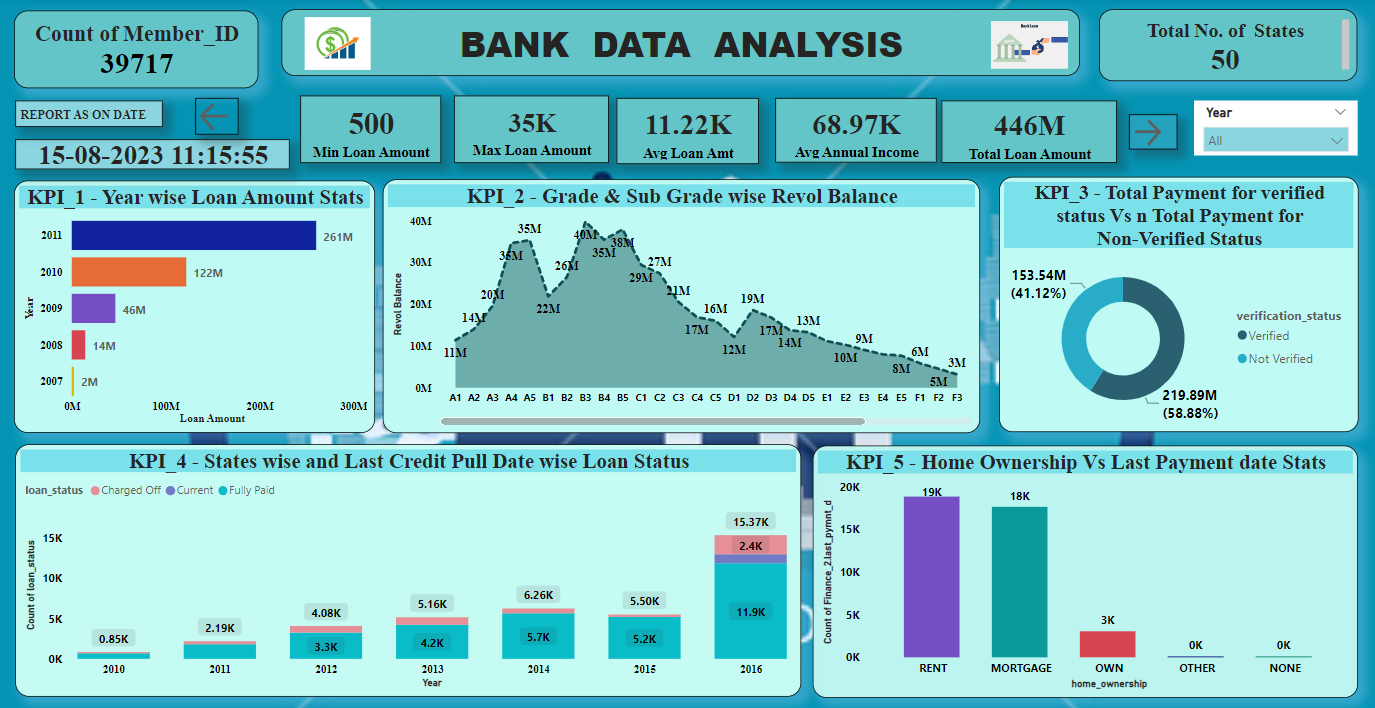 Count of Member_ID
39717
BANK DATA ANALYSIS
Bank Loan
Total No. of States
50
REPORT AS ON DATE
15-08-2023 11:15:55
500
Min Loan Amount
35K
Max Loan Amount
11.22K
Avg Loan Amt
68.97K
Avg Annual Income
446M
Total Loan Amount
Year
All
KPI_1 - Year wise Loan Amount Stats
Year
2011
261M
2010
122M
2009
46M
2008
14M
2007
2M
0M 100M 200M 300M
Loan Amount
KPI_2 - Grade & Sub Grade wise Revol Balance
Revol Balance
40M
30M
20M
10M
0M
11M
14M
20M
35M
35M
22M
26M
40M
35M
38M
29M
27M
21M
17M
16M
12M
19M
17M
14M
13M
10M
9M
8M
6M
5M
3M
A1 A2 A3 A4 A5 B1 B2 B3 B4 B5 C1 C2 C3 C4 C5 D1 D2 D3 D4 D5 E1 E2 E3 E4 E5 F1 F2 F3
KPI_3 - Total Payment for verified
status Vs n Total Payment for
Non-Verified Status
153.54M
(41.12%)
219.89M
(58.88%)
verification_status
Verified
Not Verified
KPI_4 - States wise and Last Credit Pull Date wise Loan Status
loan_status Charged Off Current Fully Paid
Count of loan_status
15K
10K
5K
0K
0.85K
2.19K
4.08K
3.3K
5.16K
4.2K
6.26K
5.7K
5.50K
5.2K
15.37K
2.4K
11.9K
2010 2011 2012 2013 2014 2015 2016
Year
KPI_5 - Home Ownership Vs Last Payment date Stats
Count of Finance_2.last_pymnt_d
20K
15K
10K
5K
0K
19K
18K
3K
0K
0K
RENT MORTGAGE OWN OTHER NONE
home_ownership